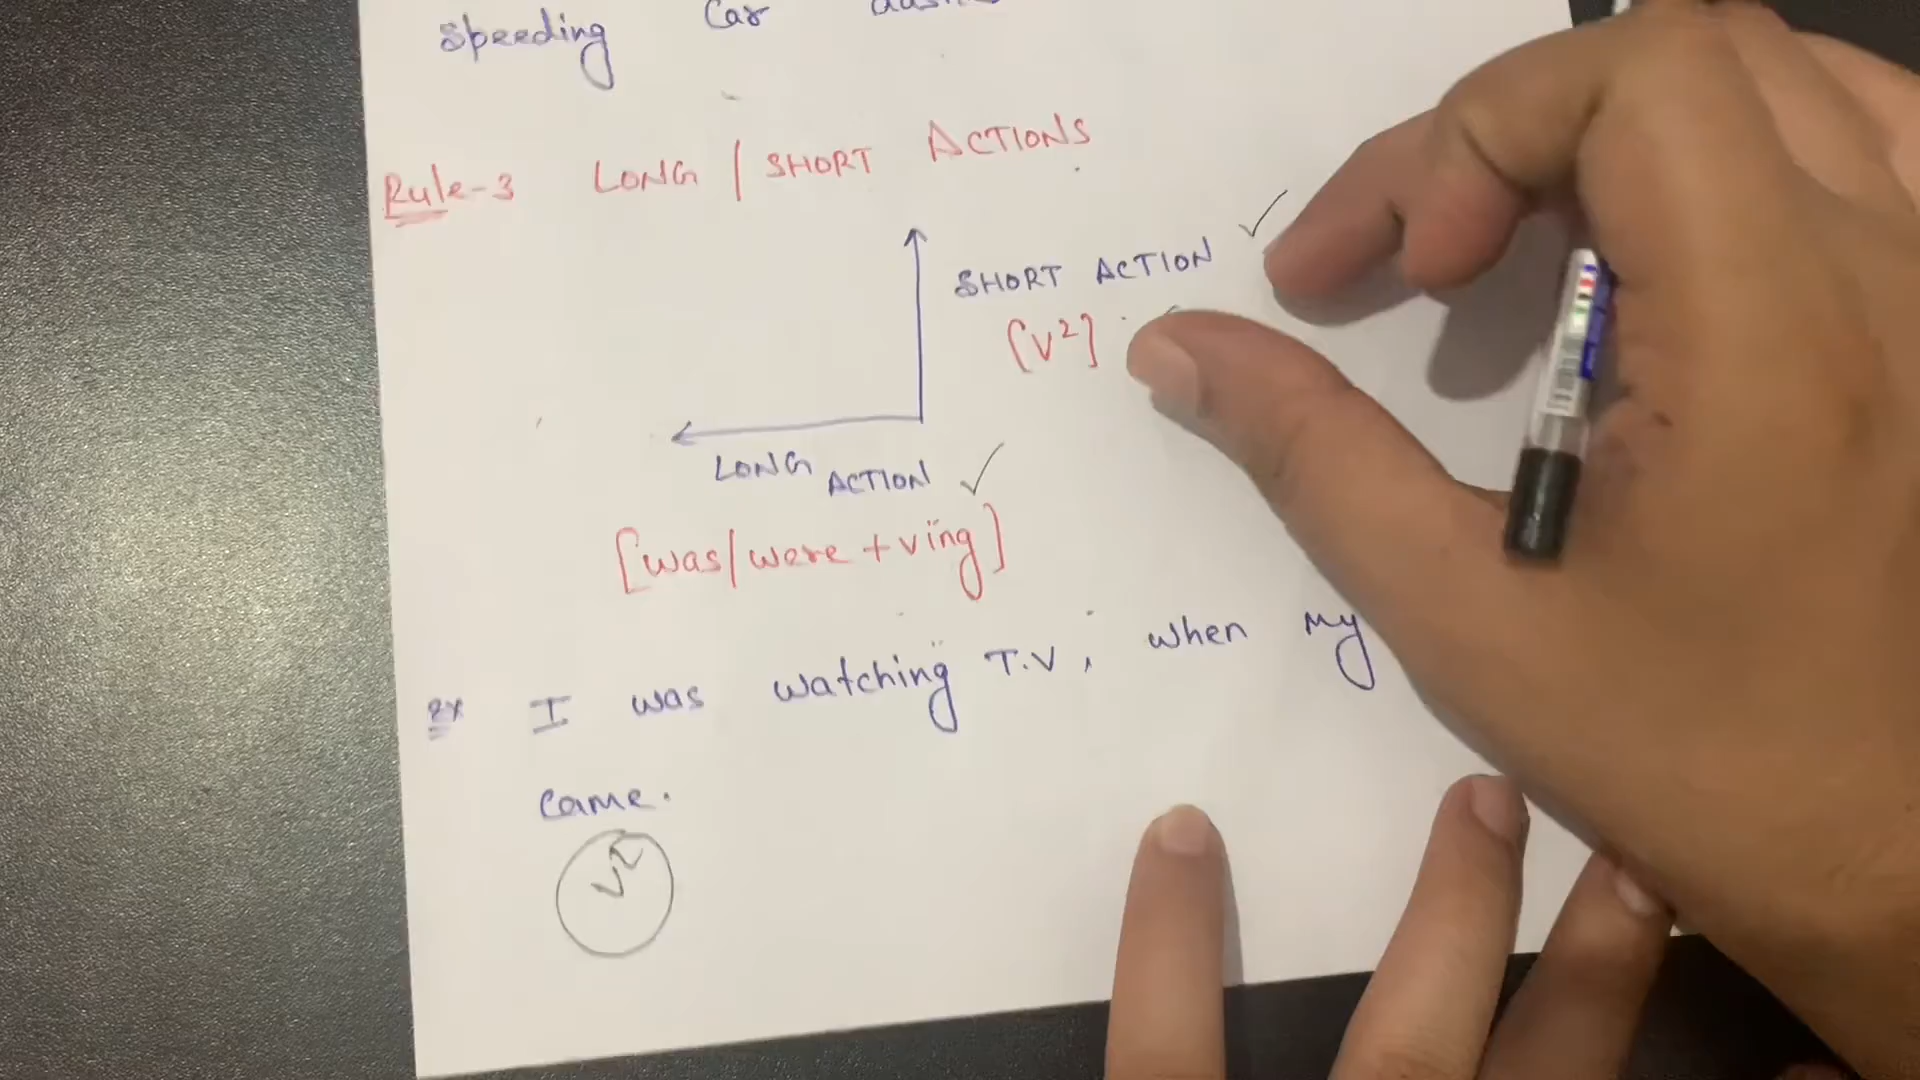 speeding Car
Rule-3 LONG / SHORT ACTIONS
SHORT ACTION ✓
[V²]
LONG ACTION ✓
[was/were + ving]
ex I was watching T.V, when my
came.
V²